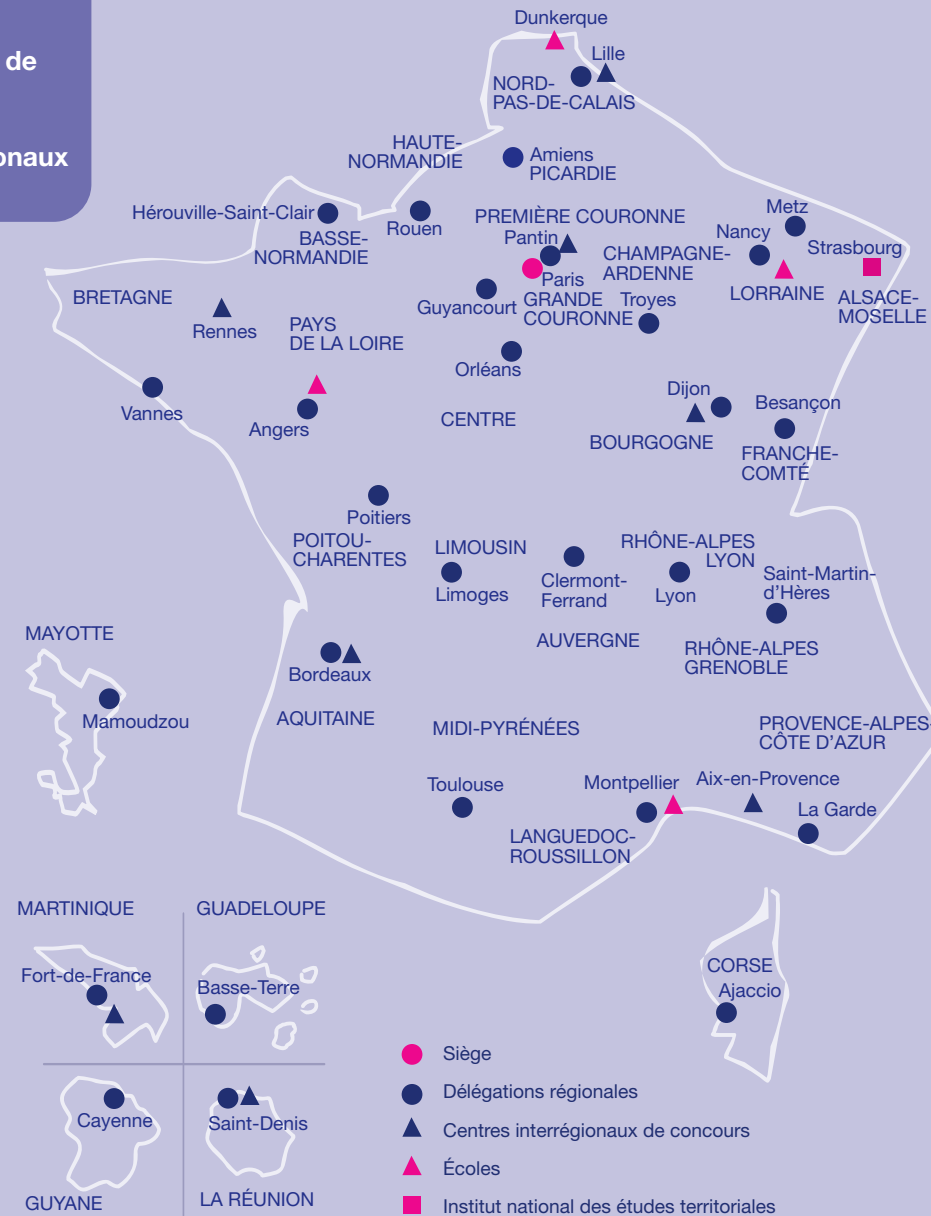 de
onaux
Dunkerque
Lille
NORD-
PAS-DE-CALAIS
HAUTE-
NORMANDIE
Amiens
PICARDIE
Hérouville-Saint-Clair
Rouen
BASSE-
NORMANDIE
PREMIÈRE COURONNE
Pantin
Paris
CHAMPAGNE-
ARDENNE
Metz
Nancy
Strasbourg
LORRAINE
ALSACE-
MOSELLE
BRETAGNE
Rennes
PAYS
DE LA LOIRE
Guyancourt
GRANDE
COURONNE
Troyes
Orléans
Vannes
Angers
CENTRE
Dijon
BOURGOGNE
Besançon
FRANCHE-
COMTÉ
Poitiers
POITOU-
CHARENTES
LIMOUSIN
Limoges
Clermont-
Ferrand
AUVERGNE
RHÔNE-ALPES
LYON
Lyon
Saint-Martin-
d'Hères
RHÔNE-ALPES
GRENOBLE
MAYOTTE
Mamoudzou
Bordeaux
AQUITAINE
MIDI-PYRÉNÉES
PROVENCE-ALPES-
CÔTE D'AZUR
Toulouse
Montpellier
Aix-en-Provence
La Garde
LANGUEDOC-
ROUSSILLON
MARTINIQUE
GUADELOUPE
Fort-de-France
Basse-Terre
CORSE
Ajaccio
Cayenne
Saint-Denis
GUYANE
LA RÉUNION
Siège
Délégations régionales
Centres interrégionaux de concours
Écoles
Institut national des études territoriales